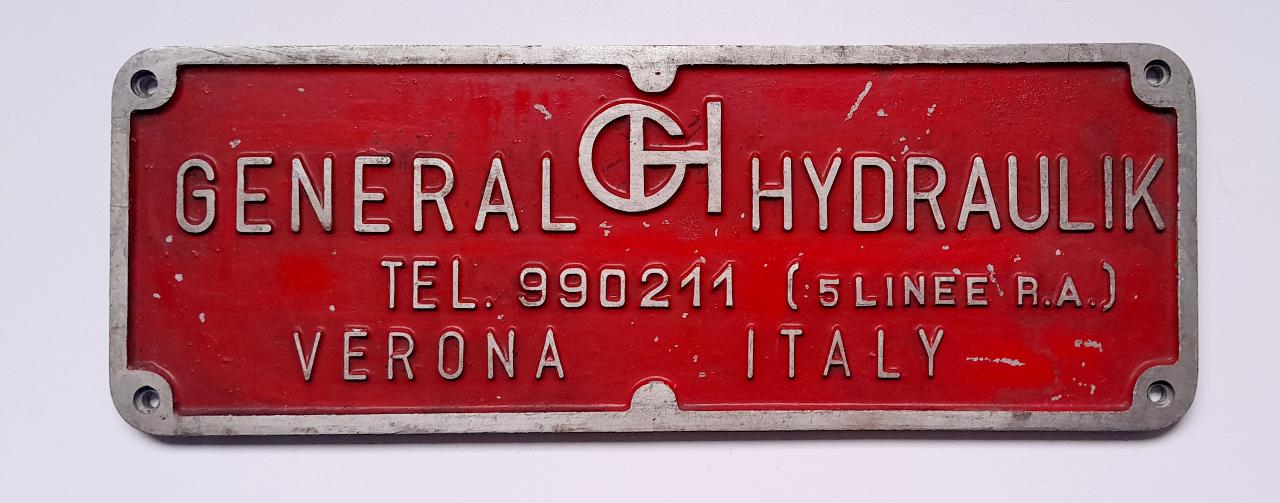 GENERAL GH HYDRAULIK
TEL. 990211 (5 LINEE R.A.)
VERONA ITALY